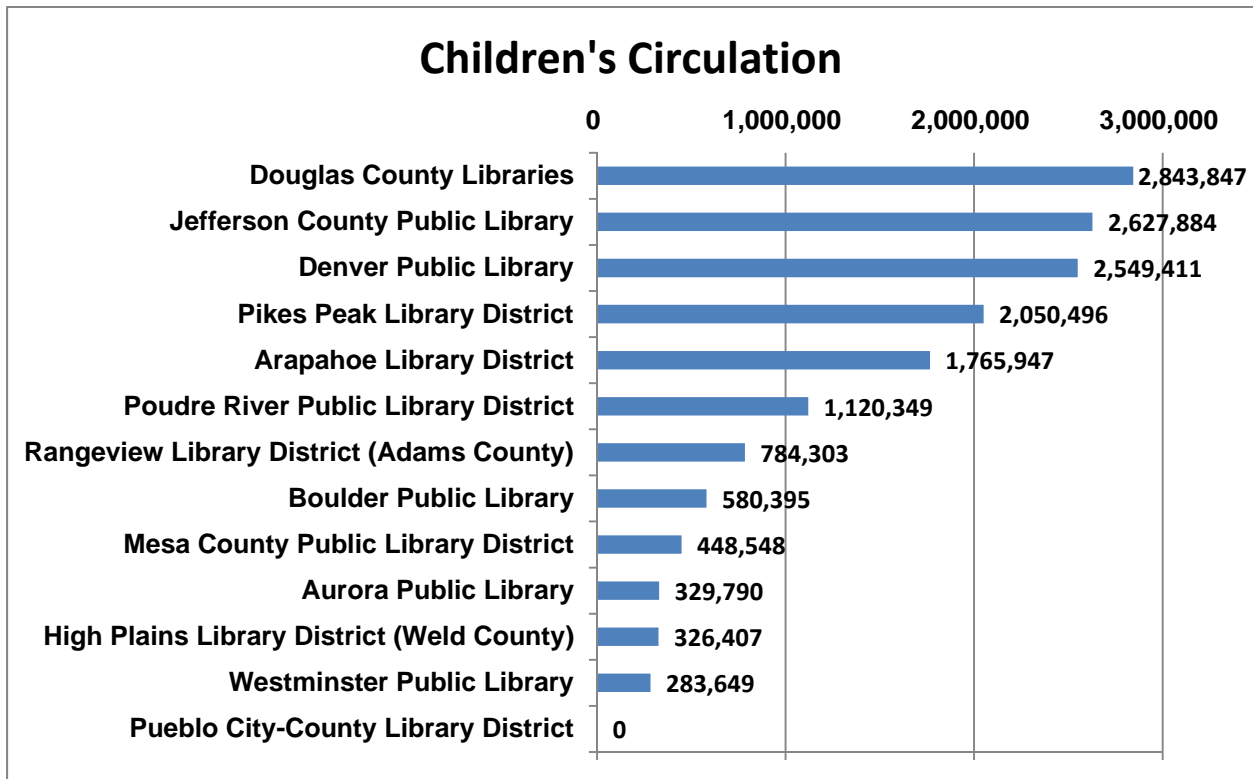 Children's Circulation
0 1,000,000 2,000,000 3,000,000
Douglas County Libraries 2,843,847
Jefferson County Public Library 2,627,884
Denver Public Library 2,549,411
Pikes Peak Library District 2,050,496
Arapahoe Library District 1,765,947
Poudre River Public Library District 1,120,349
Rangeview Library District (Adams County) 784,303
Boulder Public Library 580,395
Mesa County Public Library District 448,548
Aurora Public Library 329,790
High Plains Library District (Weld County) 326,407
Westminster Public Library 283,649
Pueblo City-County Library District 0